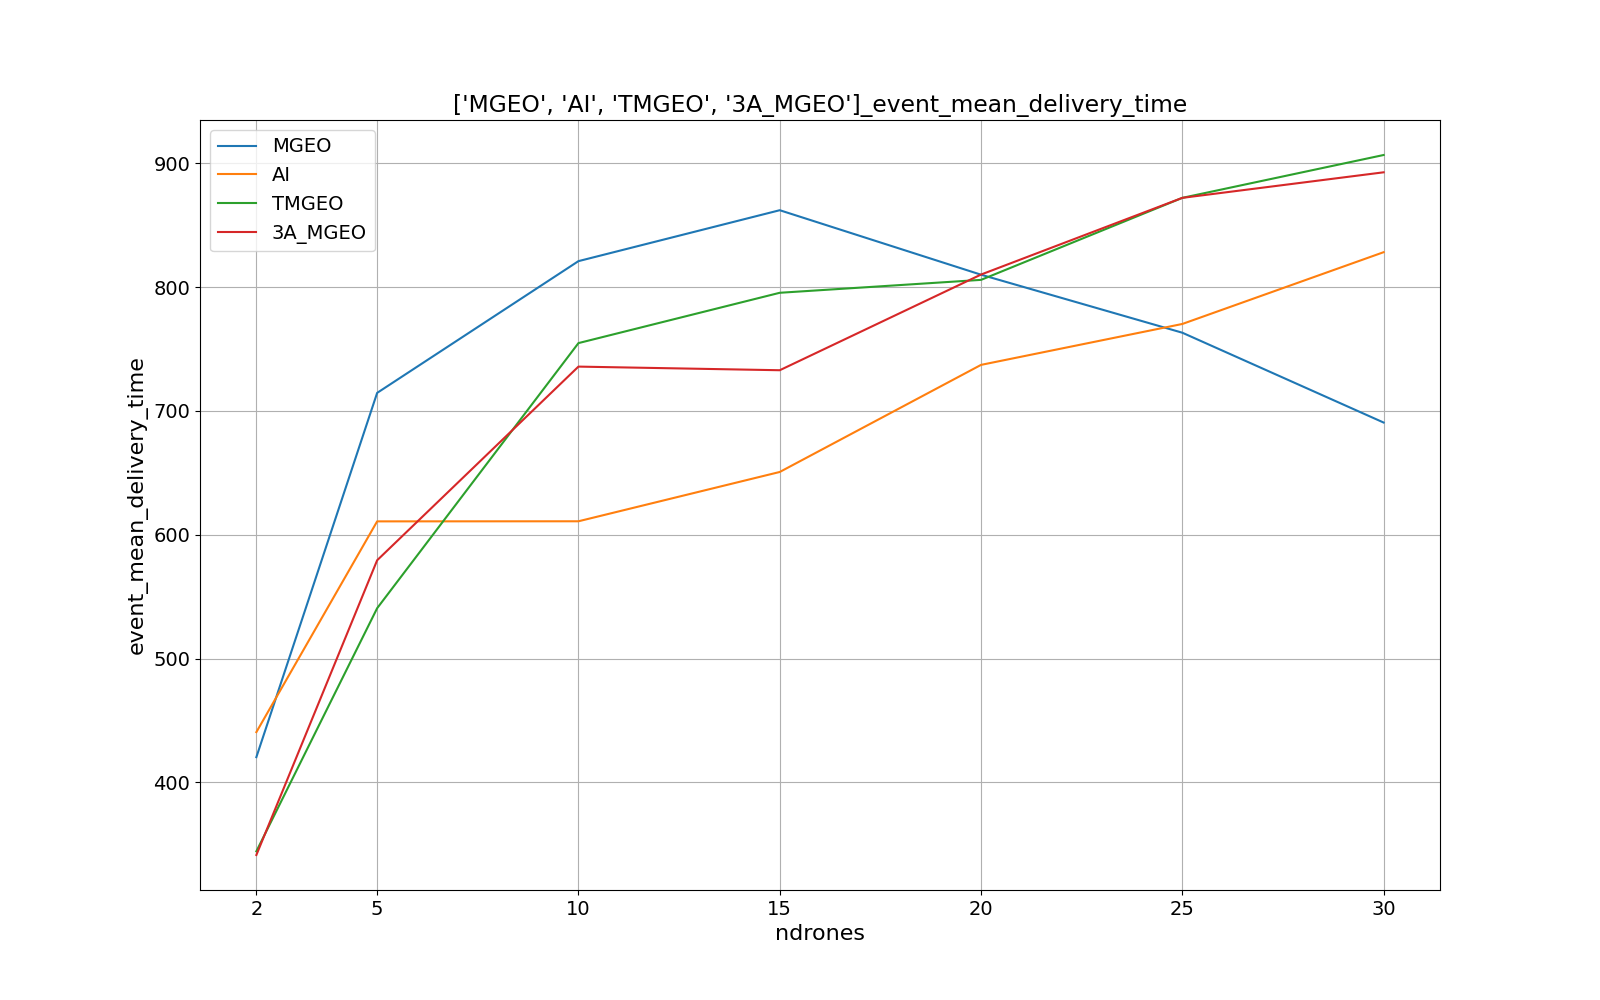 ['MGEO', 'AI', 'TMGEO', '3A_MGEO']_event_mean_delivery_time
MGEO
AI
TMGEO
3A_MGEO
event_mean_delivery_time
900
800
700
600
500
400
2 5 10 15 20 25 30
ndrones